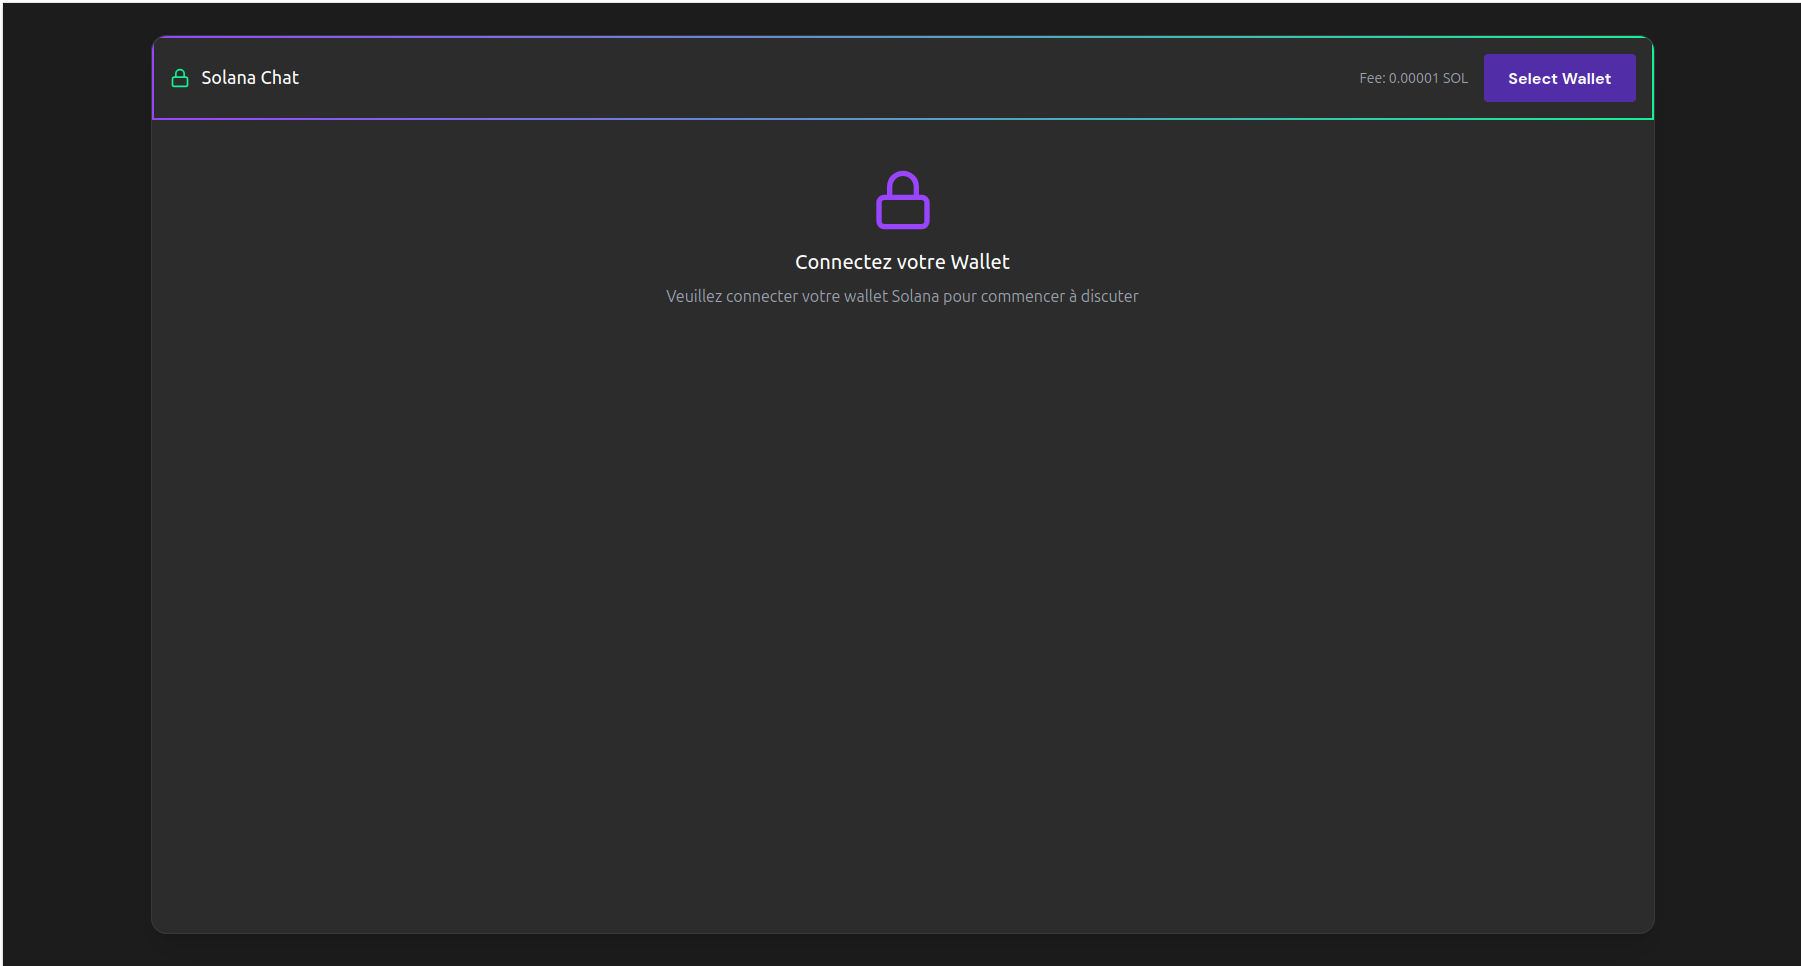 Solana Chat
Fee: 0.00001 SOL
Select Wallet
Connectez votre Wallet
Veuillez connecter votre wallet Solana pour commencer à discuter